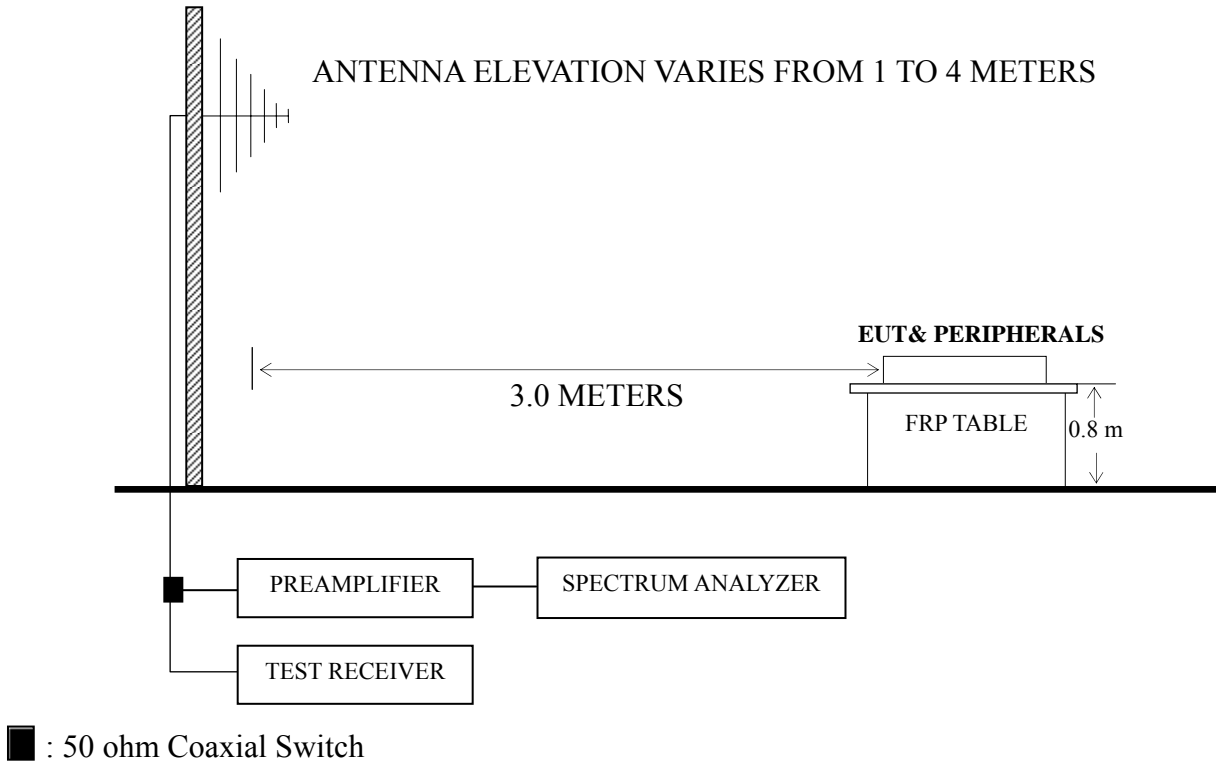 ANTENNA ELEVATION VARIES FROM 1 TO 4 METERS
EUT& PERIPHERALS
3.0 METERS
FRP TABLE
0.8 m
PREAMPLIFIER
SPECTRUM ANALYZER
TEST RECEIVER
: 50 ohm Coaxial Switch